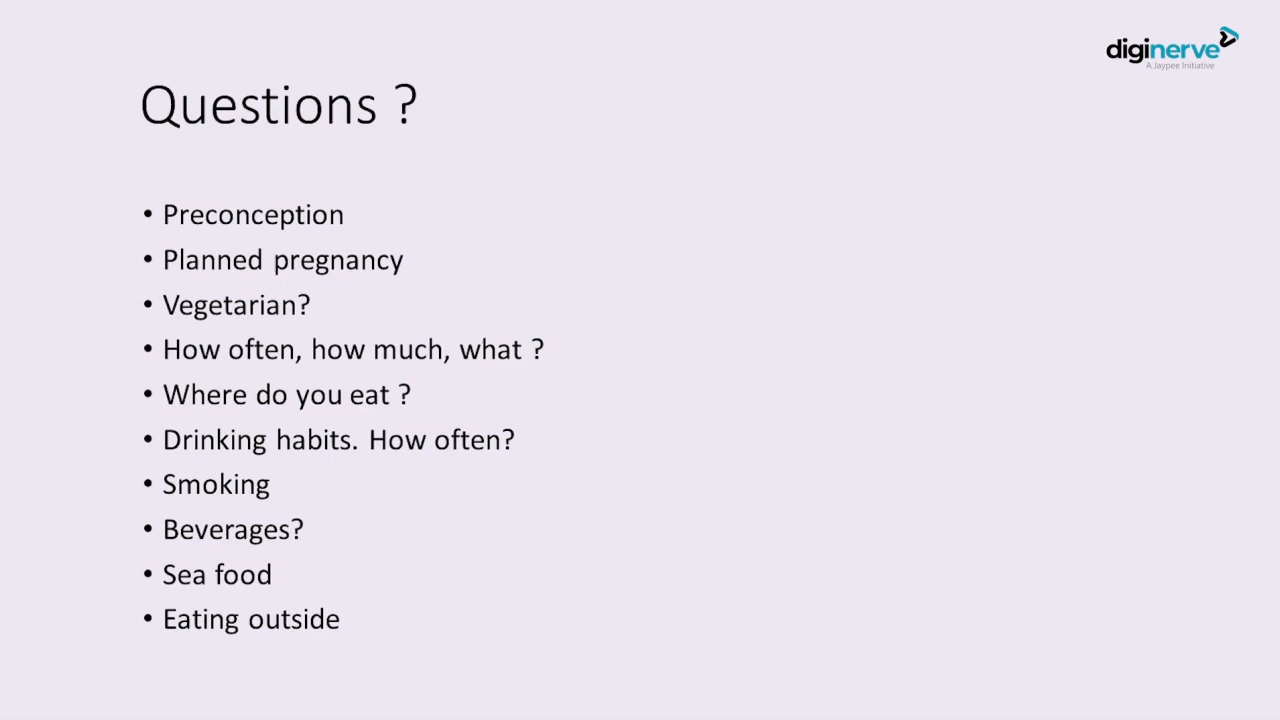 diginerve
A Jaypee Initiative
Questions ?
• Preconception
• Planned pregnancy
• Vegetarian?
• How often, how much, what ?
• Where do you eat ?
• Drinking habits. How often?
• Smoking
• Beverages?
• Sea food
• Eating outside